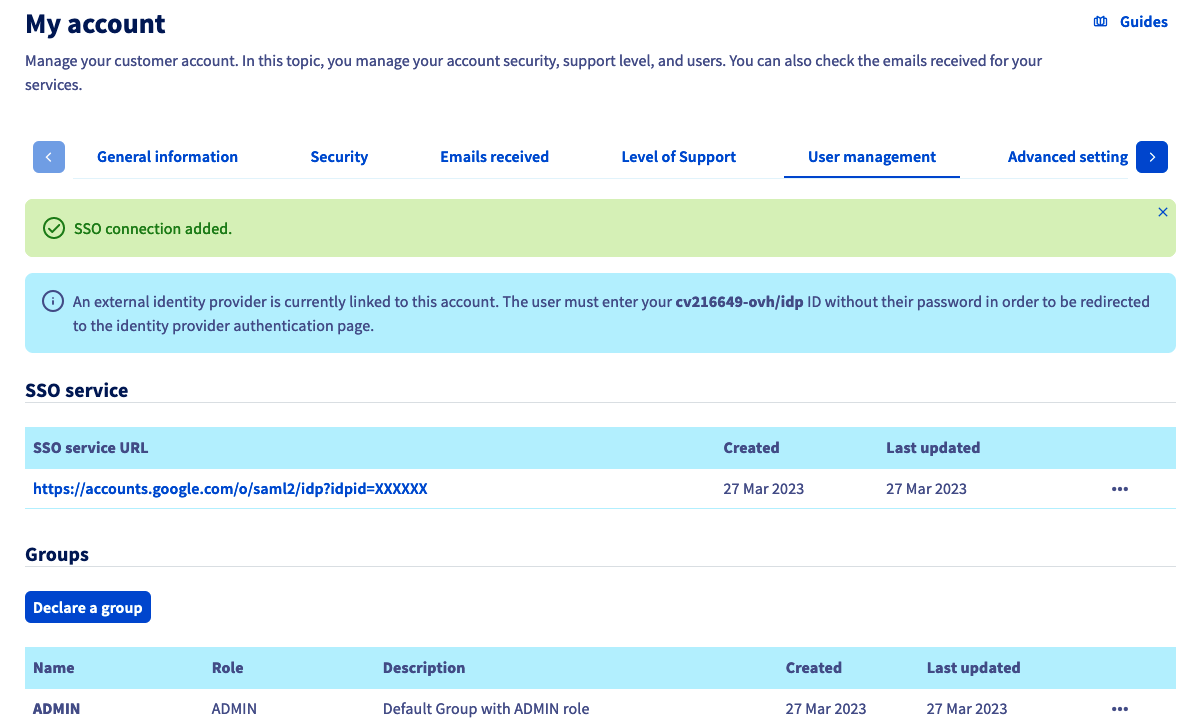 My account
Guides
Manage your customer account. In this topic, you manage your account security, support level, and users. You can also check the emails received for your
services.
General information Security Emails received Level of Support User management Advanced setting
SSO connection added.
An external identity provider is currently linked to this account. The user must enter your cv216649-ovh/idp ID without their password in order to be redirected
to the identity provider authentication page.
SSO service
SSO service URL Created Last updated
https://accounts.google.com/o/saml2/idp?idpid=XXXXXX 27 Mar 2023 27 Mar 2023
Groups
Declare a group
Name Role Description Created Last updated
ADMIN ADMIN Default Group with ADMIN role 27 Mar 2023 27 Mar 2023